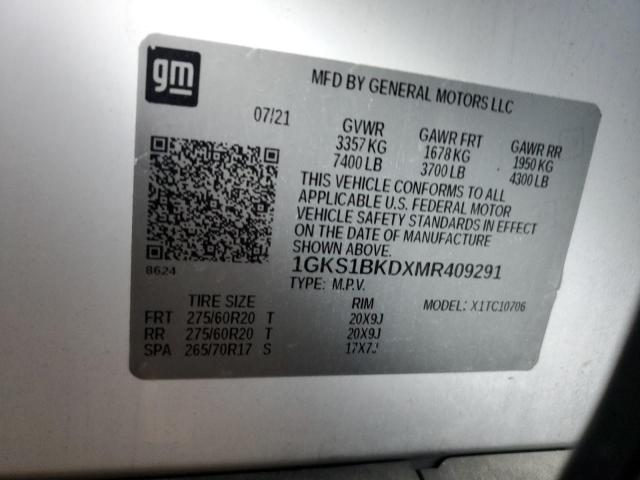 gm
MFD BY GENERAL MOTORS LLC
07/21
GVWR GAWR FRT GAWR RR
3357 KG 1678 KG 1950 KG
7400 LB 3700 LB 4300 LB
THIS VEHICLE CONFORMS TO ALL
APPLICABLE U.S. FEDERAL MOTOR
VEHICLE SAFETY STANDARDS IN EFFECT
ON THE DATE OF MANUFACTURE
SHOWN ABOVE.
8624
1GKS1BKDXMR409291
TYPE: M.P.V. MODEL: X1TC10706
TIRE SIZE RIM
FRT 275/60R20 T 20X9J
RR 275/60R20 T 20X9J
SPA 265/70R17 S 17X7J